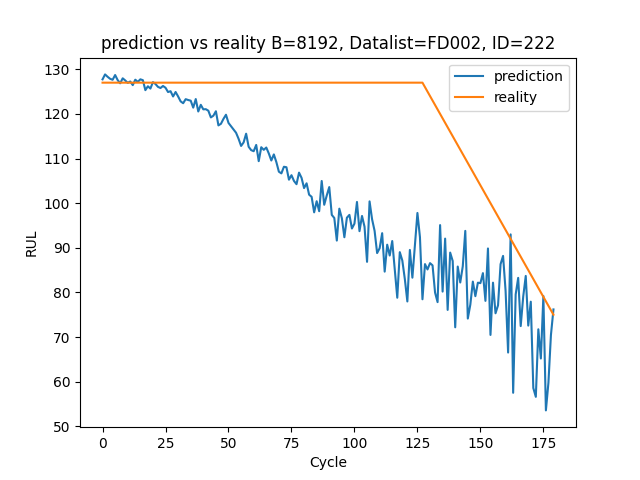 prediction vs reality B=8192, Datalist=FD002, ID=222
prediction
reality
RUL
130
120
110
100
90
80
70
60
50
0 25 50 75 100 125 150 175
Cycle